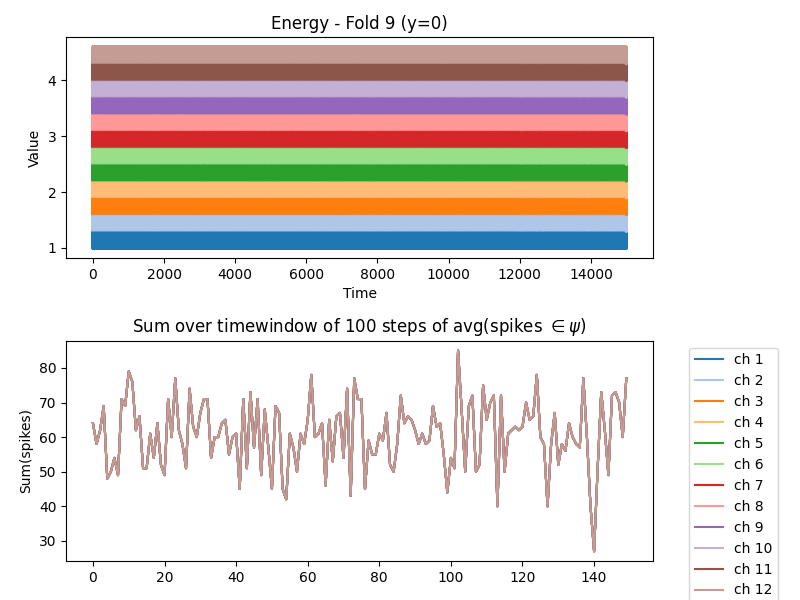 Energy - Fold 9 (y=0)
Value
4
3
2
1
0 2000 4000 6000 8000 10000 12000 14000
Time
Sum over timewindow of 100 steps of avg(spikes ∈ ψ)
Sum(spikes)
80
70
60
50
40
30
0 20 40 60 80 100 120 140
ch 1
ch 2
ch 3
ch 4
ch 5
ch 6
ch 7
ch 8
ch 9
ch 10
ch 11
ch 12